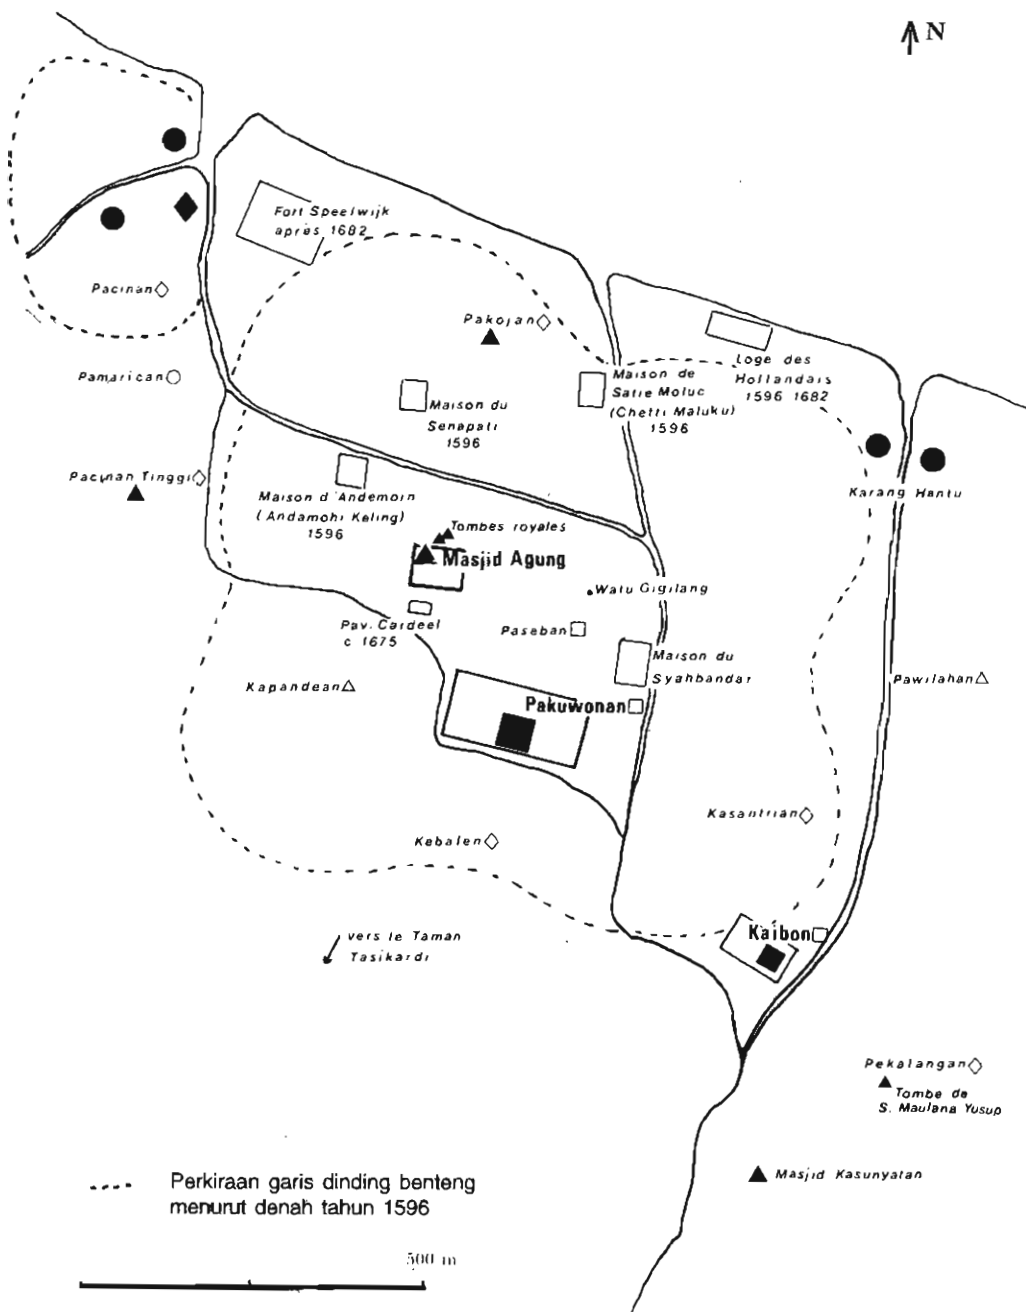 N
Fort Speelwijk
après 1682
Pacinan
Pakojan
Loge des
Hollandais
1596 1682
Pamarican
Maison de
Satie Moluc
(Chetti Maluku)
1596
Maison du
Senapati
1596
Pacinan Tinggi
Karang Hantu
Maison d'Andemoin
(Andamohi Keling)
1596
Tombes royales
Masjid Agung
Watu Gigilang
Pav. Cardeel
c 1675
Paseban
Maison du
Syahbandar
Kapandean
Pawilahan
Pakuwonan
Kasantrian
Kebalen
Kaibon
vers le Taman
Tasikardi
Pekalangan
Tombe de
S. Maulana Yusup
Masjid Kasunyatan
Perkiraan garis dinding benteng
menurut denah tahun 1596
500 m